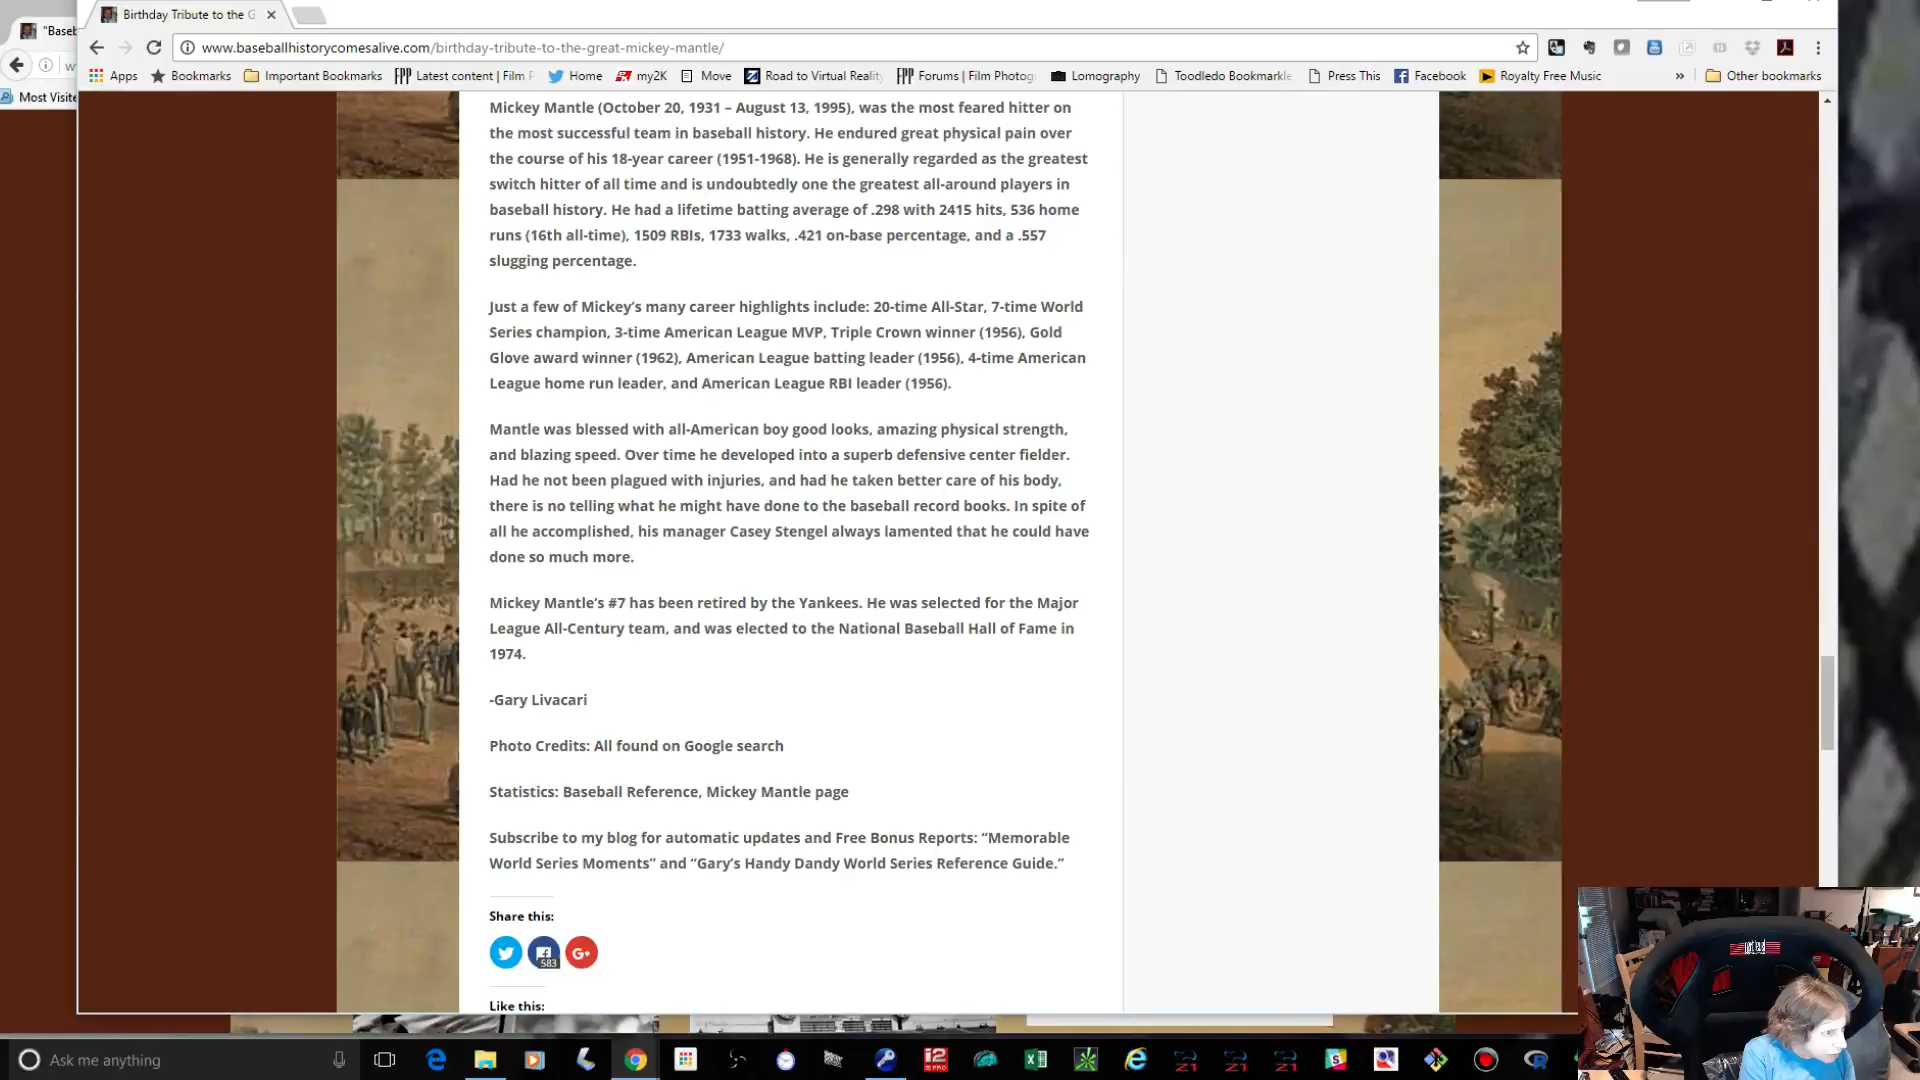 Birthday Tribute to the G
"Baseb
www.baseballhistorycomesalive.com/birthday-tribute-to-the-great-mickey-mantle/
Apps Bookmarks Important Bookmarks Latest content | Film P Home my2K Move Road to Virtual Reality Forums | Film Photog Lomography Toodledo Bookmarkle Press This Facebook Royalty Free Music » Other bookmarks
Most Visite
Mickey Mantle (October 20, 1931 – August 13, 1995), was the most feared hitter on
the most successful team in baseball history. He endured great physical pain over
the course of his 18-year career (1951-1968). He is generally regarded as the greatest
switch hitter of all time and is undoubtedly one the greatest all-around players in
baseball history. He had a lifetime batting average of .298 with 2415 hits, 536 home
runs (16th all-time), 1509 RBIs, 1733 walks, .421 on-base percentage, and a .557
slugging percentage.
Just a few of Mickey’s many career highlights include: 20-time All-Star, 7-time World
Series champion, 3-time American League MVP, Triple Crown winner (1956), Gold
Glove award winner (1962), American League batting leader (1956), 4-time American
League home run leader, and American League RBI leader (1956).
Mantle was blessed with all-American boy good looks, amazing physical strength,
and blazing speed. Over time he developed into a superb defensive center fielder.
Had he not been plagued with injuries, and had he taken better care of his body,
there is no telling what he might have done to the baseball record books. In spite of
all he accomplished, his manager Casey Stengel always lamented that he could have
done so much more.
Mickey Mantle’s #7 has been retired by the Yankees. He was selected for the Major
League All-Century team, and was elected to the National Baseball Hall of Fame in
1974.
-Gary Livacari
Photo Credits: All found on Google search
Statistics: Baseball Reference, Mickey Mantle page
Subscribe to my blog for automatic updates and Free Bonus Reports: “Memorable
World Series Moments” and “Gary’s Handy Dandy World Series Reference Guide.”
Share this:
583
Like this:
Ask me anything